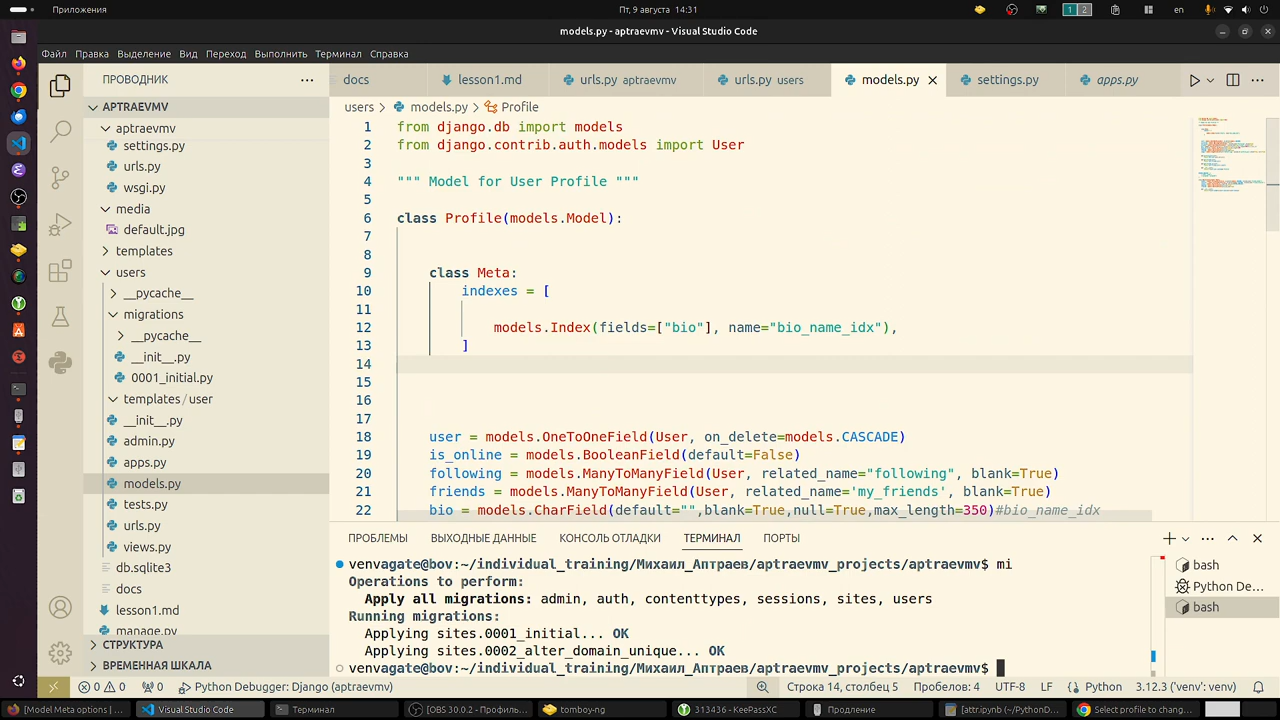 Приложения
Пт, 9 августа 14:31
1 2
en
models.py - aptraevmv - Visual Studio Code
Файл Правка Выделение Вид Переход Выполнить Терминал Справка
ПРОВОДНИК
APTRAEVMV
aptraevmv
settings.py
urls.py
wsgi.py
media
default.jpg
templates
users
__pycache__
migrations
__pycache__
__init__.py
0001_initial.py
templates/user
__init__.py
admin.py
apps.py
models.py
tests.py
urls.py
views.py
db.sqlite3
docs
lesson1.md
manage.py
СТРУКТУРА
ВРЕМЕННАЯ ШКАЛА
docs lesson1.md urls.py aptraevmv urls.py users models.py settings.py apps.py
users > models.py > Profile
1 from django.db import models
2 from django.contrib.auth.models import User
3
4 """ Model for User Profile """
5
6 class Profile(models.Model):
7
8
9 class Meta:
10 indexes = [
11
12 models.Index(fields=["bio"], name="bio_name_idx"),
13 ]
14
15
16
17
18 user = models.OneToOneField(User, on_delete=models.CASCADE)
19 is_online = models.BooleanField(default=False)
20 following = models.ManyToManyField(User, related_name="following", blank=True)
21 friends = models.ManyToManyField(User, related_name='my_friends', blank=True)
22 bio = models.CharField(default="",blank=True,null=True,max_length=350)#bio_name_idx
ПРОБЛЕМЫ ВЫХОДНЫЕ ДАННЫЕ КОНСОЛЬ ОТЛАДКИ ТЕРМИНАЛ ПОРТЫ
venvagate@bov:~/individual_training/Михаил_Аптраев/aptraevmv_projects/aptraevmv$ mi
Operations to perform:
Apply all migrations: admin, auth, contenttypes, sessions, sites, users
Running migrations:
Applying sites.0001_initial... OK
Applying sites.0002_alter_domain_unique... OK
venvagate@bov:~/individual_training/Михаил_Аптраев/aptraevmv_projects/aptraevmv$
bash
Python De...
bash
0 0 0 Python Debugger: Django (aptraevmv) Строка 14, столбец 5 Пробелов: 4 UTF-8 LF Python 3.12.3 ('venv': venv)
[Model Meta options | ... Visual Studio Code Терминал [OBS 30.0.2 - Профиль... tomboy-ng 313436 - KeePassXC Продление [attr.ipynb (~/PythonD... Select profile to chang...